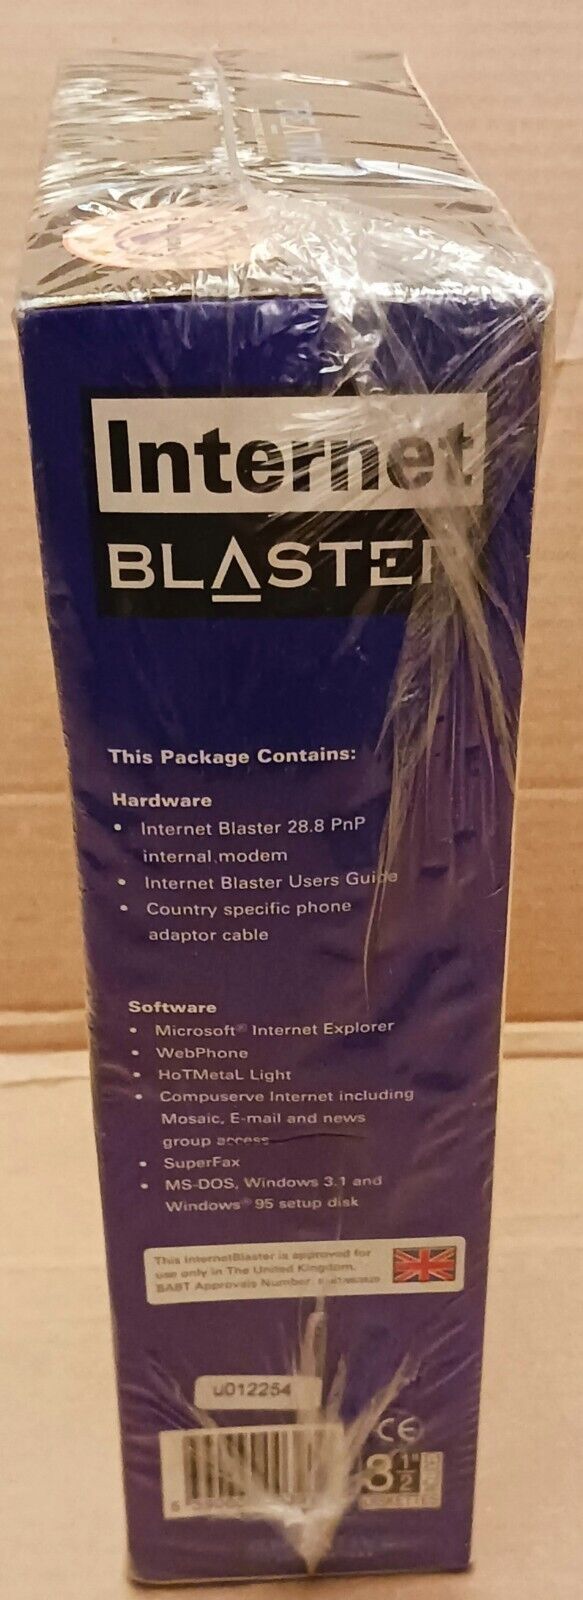 Internet
BLASTER
This Package Contains:
Hardware
• Internet Blaster 28.8 PnP
internal modem
• Internet Blaster Users Guide
• Country specific phone
adaptor cable
Software
• Microsoft® Internet Explorer
• WebPhone
• HoTMetaL Light
• Compuserve Internet including
Mosaic, E-mail and news
group access
• SuperFax
• MS-DOS, Windows 3.1 and
Windows® 95 setup disk
This InternetBlaster is approved for
use only in The United Kingdom.
BABT Approvals Number:
u012254
CE
3 1/2"
DISKETTES